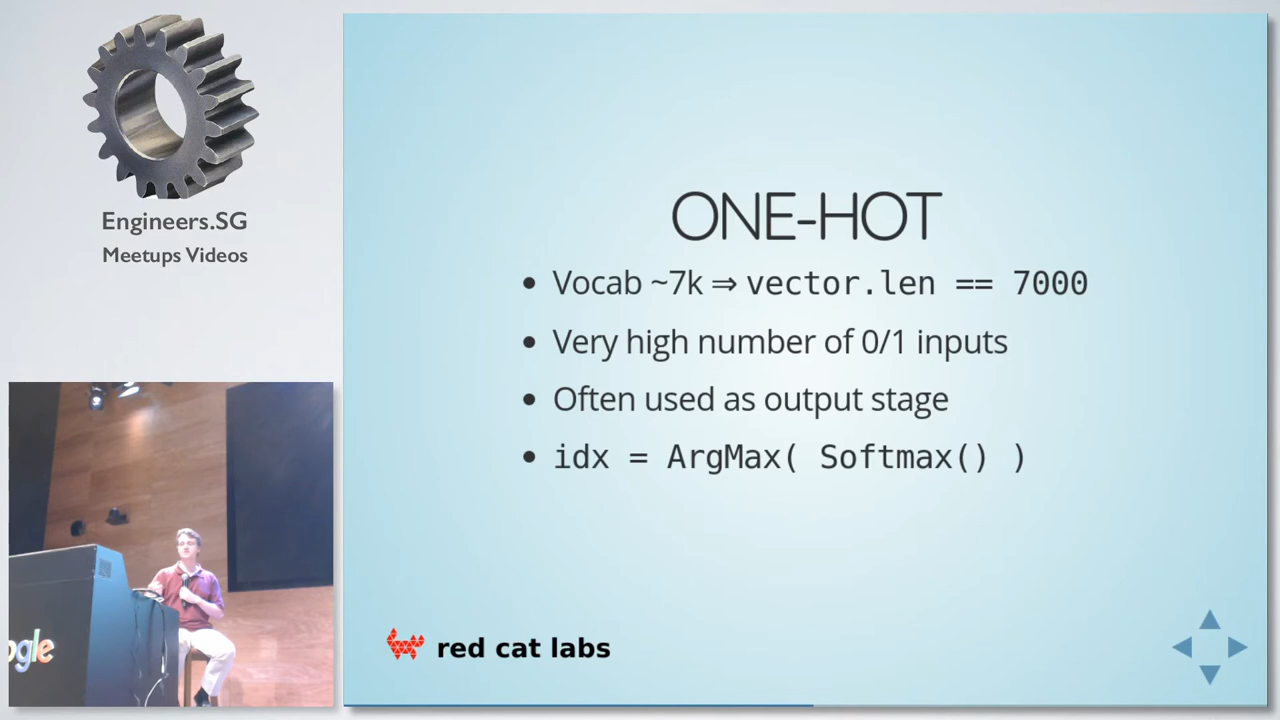 Engineers.SG
Meetups Videos
ONE-HOT
• Vocab ~7k ⇒ vector.len == 7000
• Very high number of 0/1 inputs
• Often used as output stage
• idx = ArgMax( Softmax() )
ogle
red cat labs